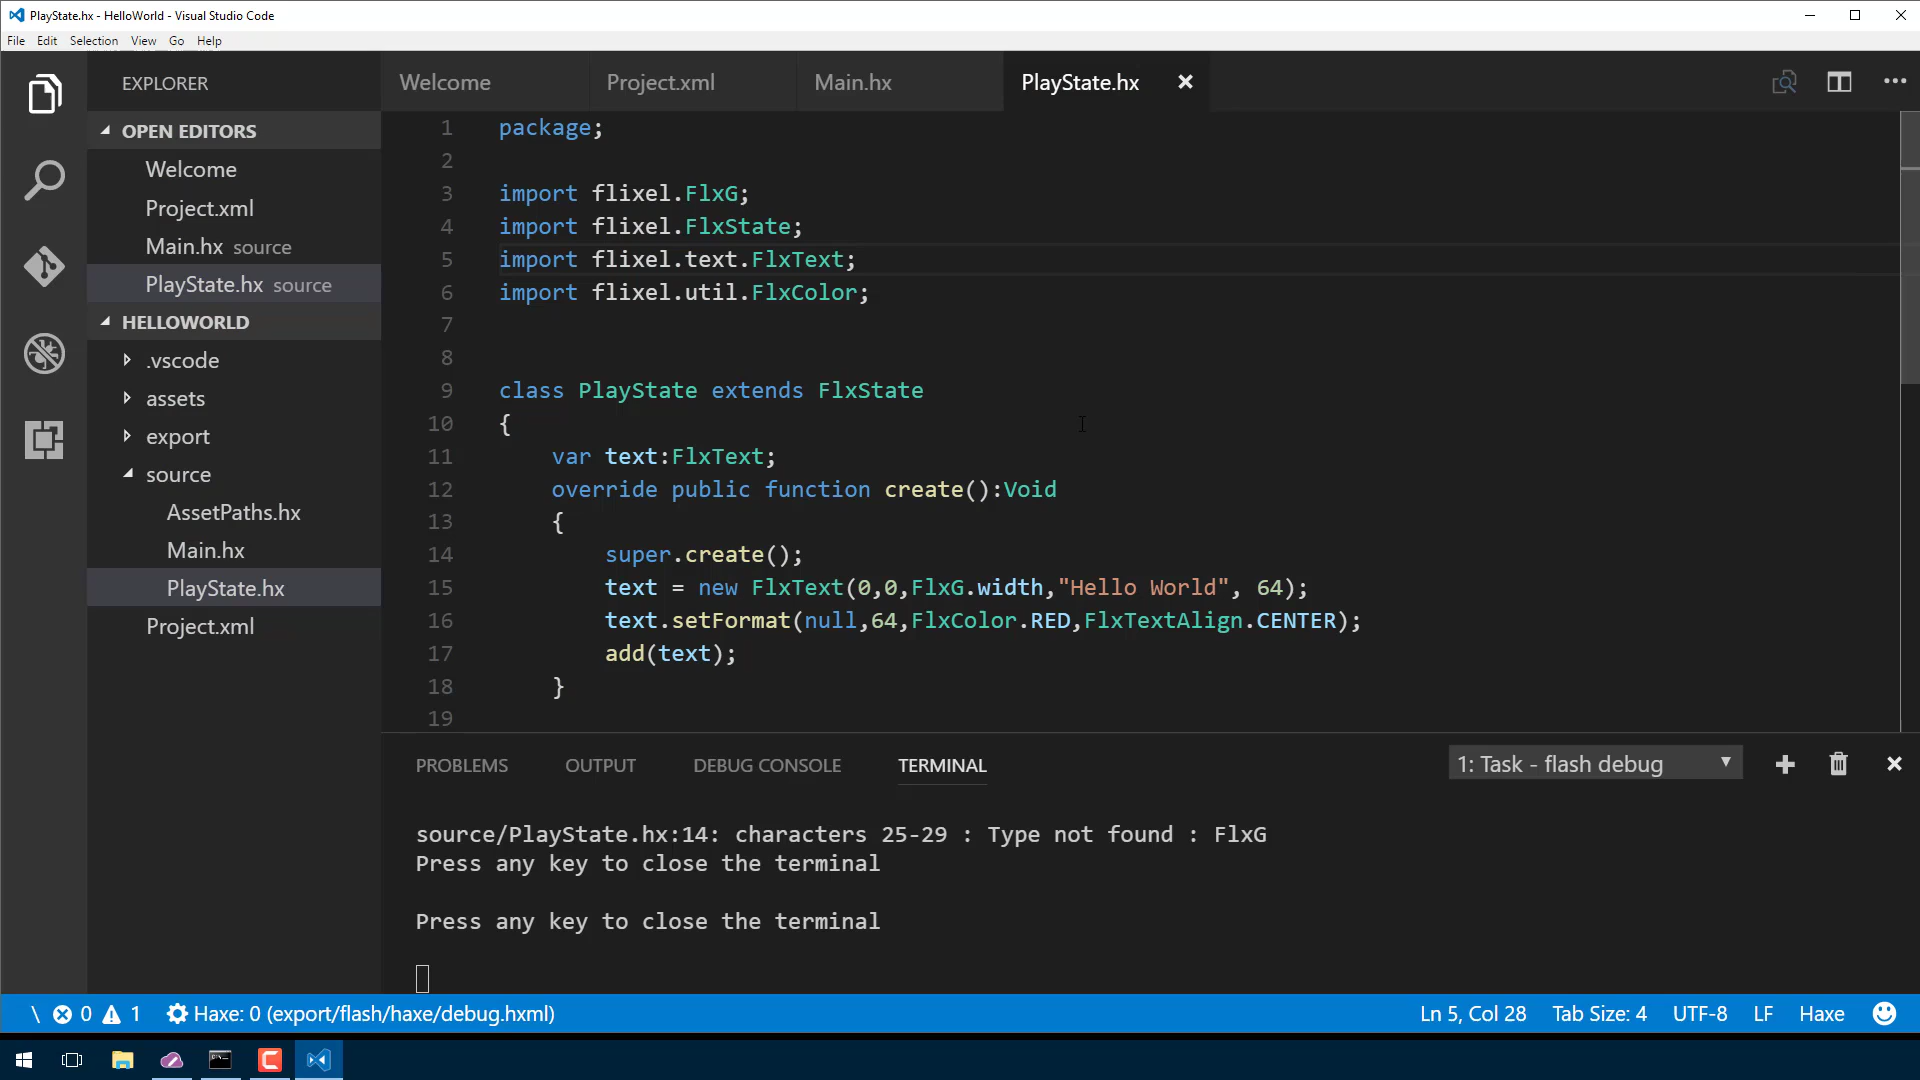 PlayState.hx - HelloWorld - Visual Studio Code
File Edit Selection View Go Help
EXPLORER
OPEN EDITORS
Welcome
Project.xml
Main.hx source
PlayState.hx source
HELLOWORLD
.vscode
assets
export
source
AssetPaths.hx
Main.hx
PlayState.hx
Project.xml
Welcome Project.xml Main.hx PlayState.hx
1 package;
2
3 import flixel.FlxG;
4 import flixel.FlxState;
5 import flixel.text.FlxText;
6 import flixel.util.FlxColor;
7
8
9 class PlayState extends FlxState
10 {
11 var text:FlxText;
12 override public function create():Void
13 {
14 super.create();
15 text = new FlxText(0,0,FlxG.width,"Hello World", 64);
16 text.setFormat(null,64,FlxColor.RED,FlxTextAlign.CENTER);
17 add(text);
18 }
19
PROBLEMS OUTPUT DEBUG CONSOLE TERMINAL 1: Task - flash debug
source/PlayState.hx:14: characters 25-29 : Type not found : FlxG
Press any key to close the terminal
Press any key to close the terminal
\ 0 1 Haxe: 0 (export/flash/haxe/debug.hxml) Ln 5, Col 28 Tab Size: 4 UTF-8 LF Haxe